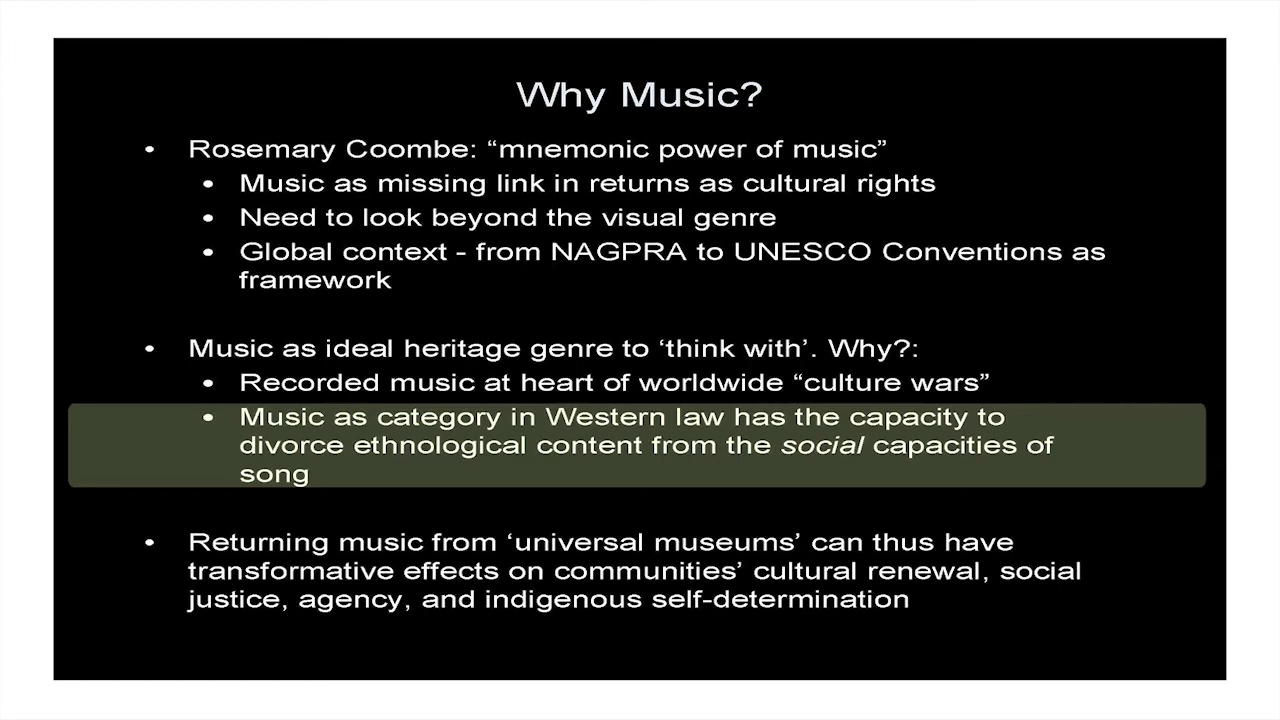 Why Music?
• Rosemary Coombe: “mnemonic power of music”
• Music as missing link in returns as cultural rights
• Need to look beyond the visual genre
• Global context - from NAGPRA to UNESCO Conventions as
framework
• Music as ideal heritage genre to ‘think with’. Why?:
• Recorded music at heart of worldwide “culture wars”
• Music as category in Western law has the capacity to
divorce ethnological content from the social capacities of
song
• Returning music from ‘universal museums’ can thus have
transformative effects on communities’ cultural renewal, social
justice, agency, and indigenous self-determination